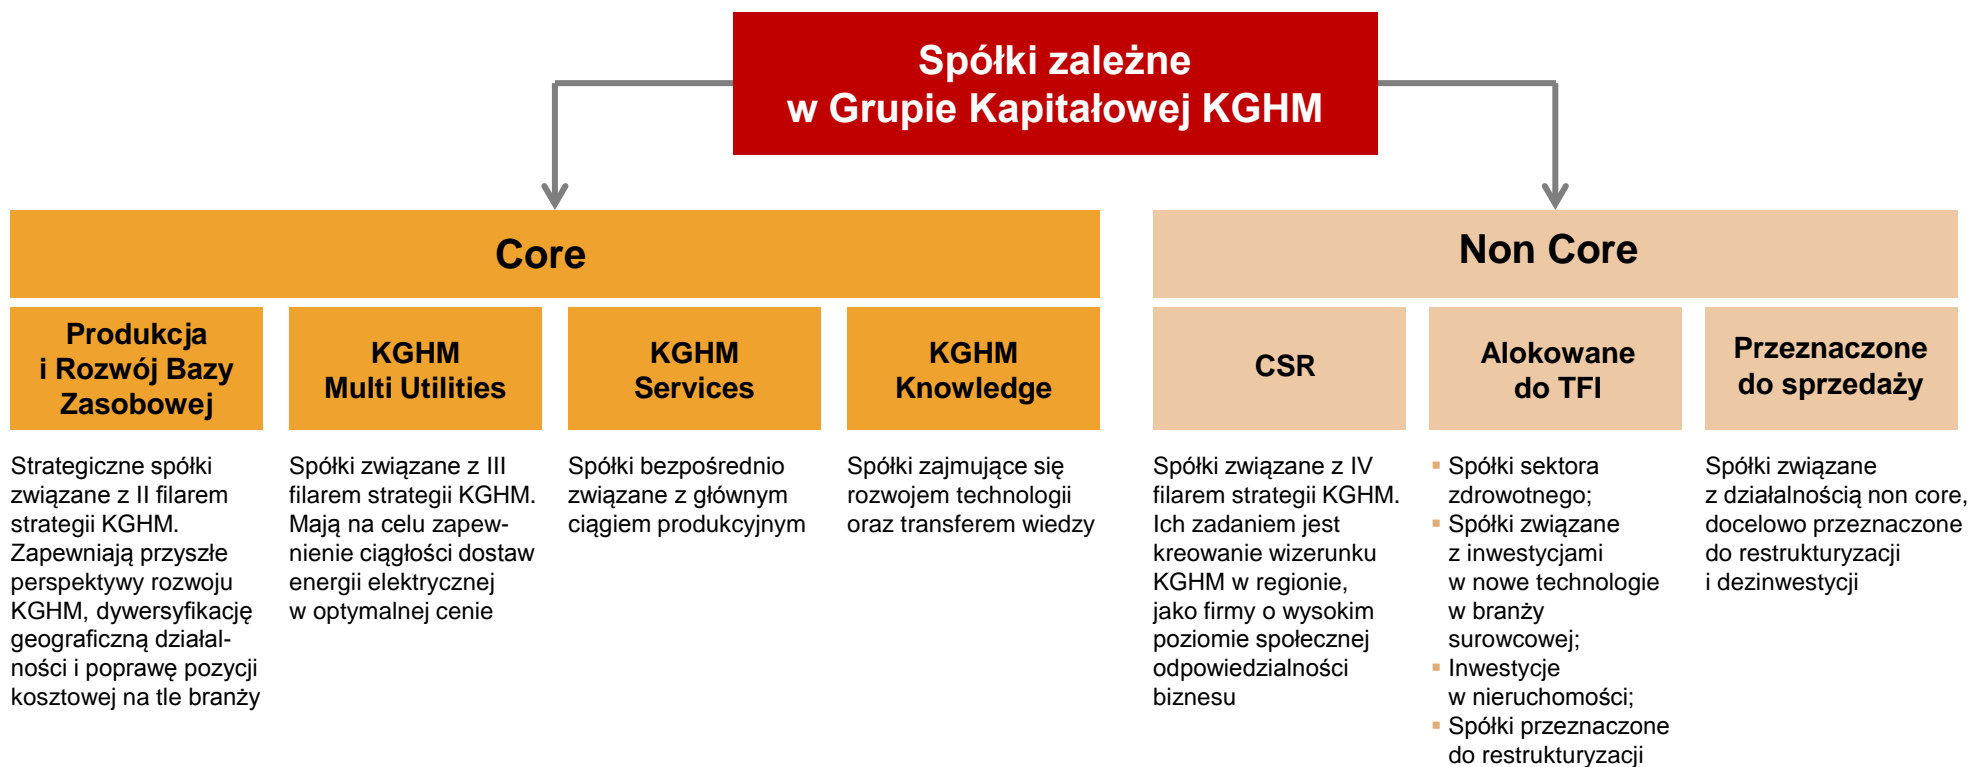 Spółki zależne
w Grupie Kapitałowej KGHM
Core
Produkcja
i Rozwój Bazy
Zasobowej
Strategiczne spółki
związane z II filarem
strategii KGHM.
Zapewniają przyszłe
perspektywy rozwoju
KGHM, dywersyfikację
geograficzną działal-
ności i poprawę pozycji
kosztowej na tle branży
KGHM
Multi Utilities
Spółki związane z III
filarem strategii KGHM.
Mają na celu zapew-
nienie ciągłości dostaw
energii elektrycznej
w optymalnej cenie
KGHM
Services
Spółki bezpośrednio
związane z głównym
ciągiem produkcyjnym
KGHM
Knowledge
Spółki zajmujące się
rozwojem technologii
oraz transferem wiedzy
Non Core
CSR
Spółki związane z IV
filarem strategii KGHM.
Ich zadaniem jest
kreowanie wizerunku
KGHM w regionie,
jako firmy o wysokim
poziomie społecznej
odpowiedzialności
biznesu
Alokowane
do TFI
▪ Spółki sektora
zdrowotnego;
▪ Spółki związane
z inwestycjami
w nowe technologie
w branży
surowcowej;
▪ Inwestycje
w nieruchomości;
▪ Spółki przeznaczone
do restrukturyzacji
Przeznaczone
do sprzedaży
Spółki związane
z działalnością non core,
docelowo przeznaczone
do restrukturyzacji
i dezinwestycji